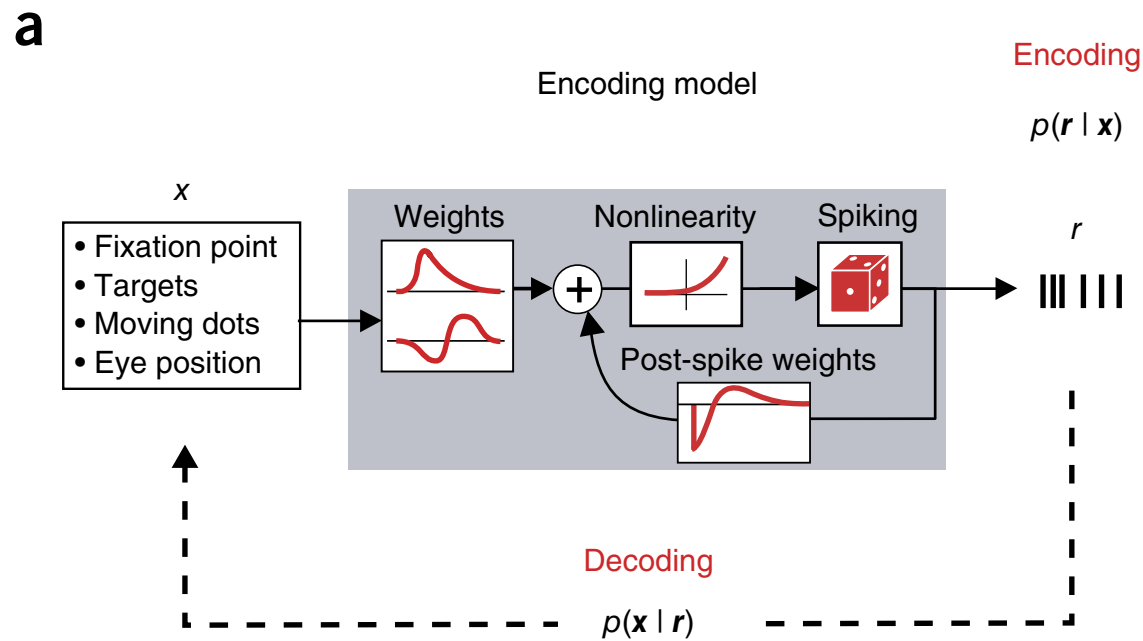 a
Encoding
Encoding model
p(r | x)
x
Weights
Nonlinearity
Spiking
r
• Fixation point
• Targets
• Moving dots
• Eye position
+
Post-spike weights
Decoding
p(x | r)